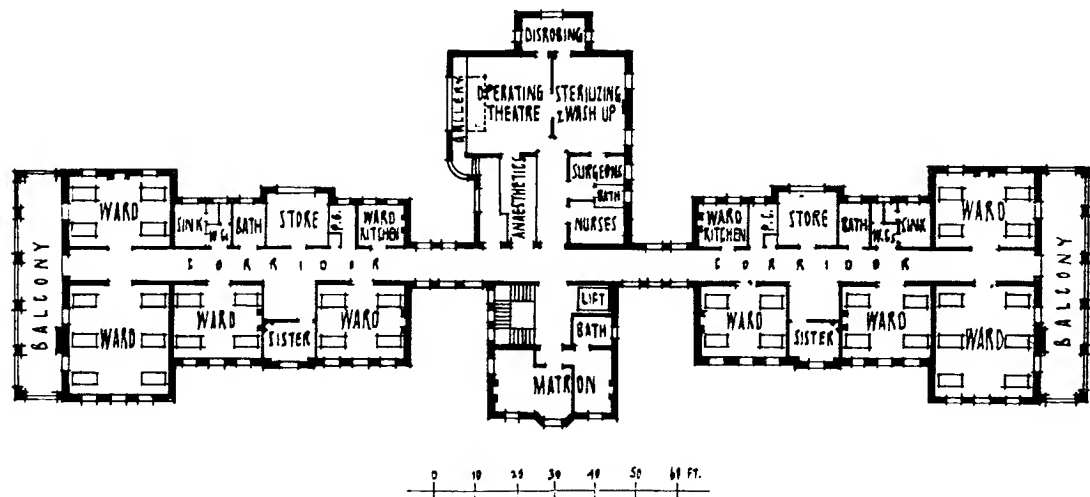 DISROBING
GALLERY
OPERATING THEATRE
STERILIZING
& WASH UP
ANAESTHETICS
SURGEONS
BATH
NURSES
BALCONY
WARD
SINK
W.Cs
BATH
STORE
P.C.
WARD KITCHEN
CORRIDOR
WARD
WARD
SISTER
WARD
LIFT
BATH
MATRON
WARD KITCHEN
P.C.
STORE
BATH
W.Cs
SINK
WARD
CORRIDOR
WARD
SISTER
WARD
WARD
BALCONY
0 10 20 30 40 50 60 FT.